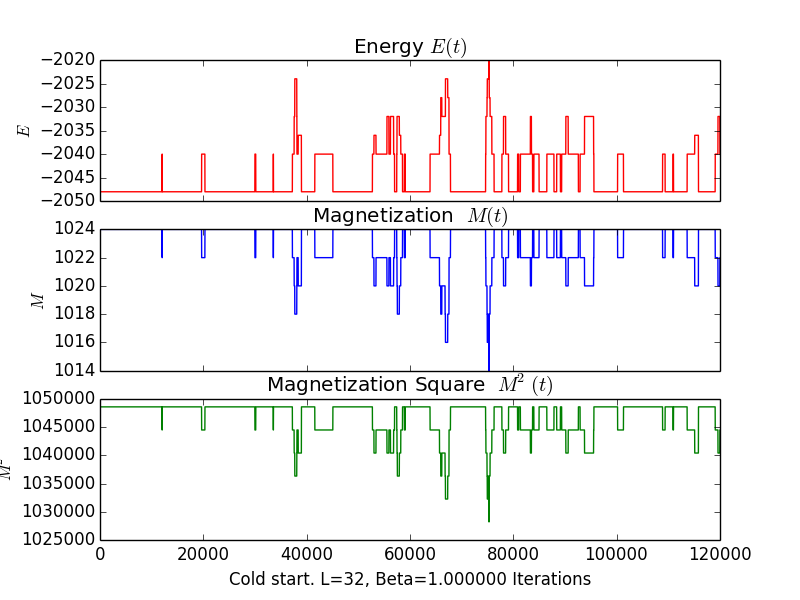 Energy E(t)
−2020
−2025
−2030
−2035
−2040
−2045
−2050
E
Magnetization M(t)
1024
1022
1020
1018
1016
1014
M
Magnetization Square M² (t)
1050000
1045000
1040000
1035000
1030000
1025000
M²
0 20000 40000 60000 80000 100000 120000
Cold start. L=32, Beta=1.000000 Iterations